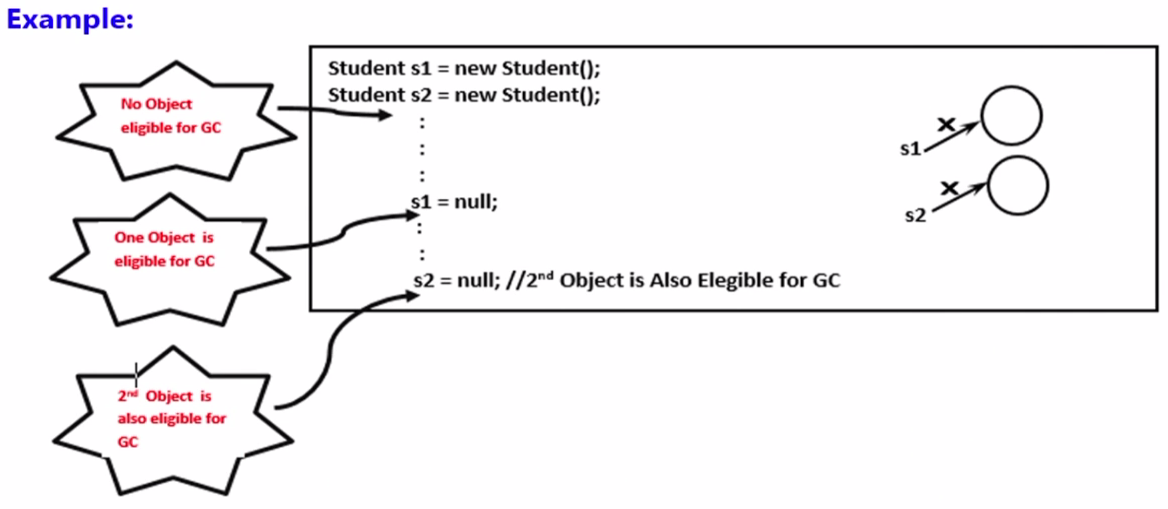 Example:
No Object
eligible for GC
Student s1 = new Student();
Student s2 = new Student();
:
:
:
s1 = null;
:
:
s2 = null; //2nd Object is Also Elegible for GC
One Object is
eligible for GC
2nd Object is
also eligible for
GC
X
s1
X
s2